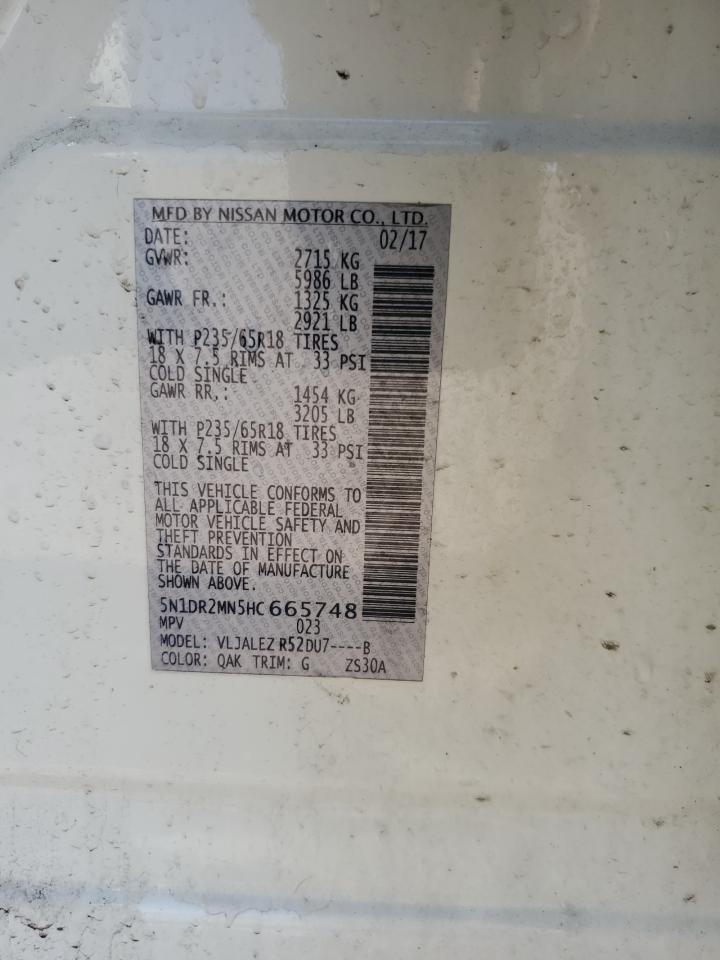 MFD BY NISSAN MOTOR CO., LTD.
DATE: 02/17
GVWR: 2715 KG
5986 LB
GAWR FR.: 1325 KG
2921 LB
WITH P235/65R18 TIRES
18 X 7.5 RIMS AT 33 PSI
COLD SINGLE
GAWR RR.: 1454 KG
3205 LB
WITH P235/65R18 TIRES
18 X 7.5 RIMS AT 33 PSI
COLD SINGLE
THIS VEHICLE CONFORMS TO
ALL APPLICABLE FEDERAL
MOTOR VEHICLE SAFETY AND
THEFT PREVENTION
STANDARDS IN EFFECT ON
THE DATE OF MANUFACTURE
SHOWN ABOVE.
5N1DR2MN5HC665748
MPV 023
MODEL: VLJALEZ R52DU7----B
COLOR: QAK TRIM: G ZS30A